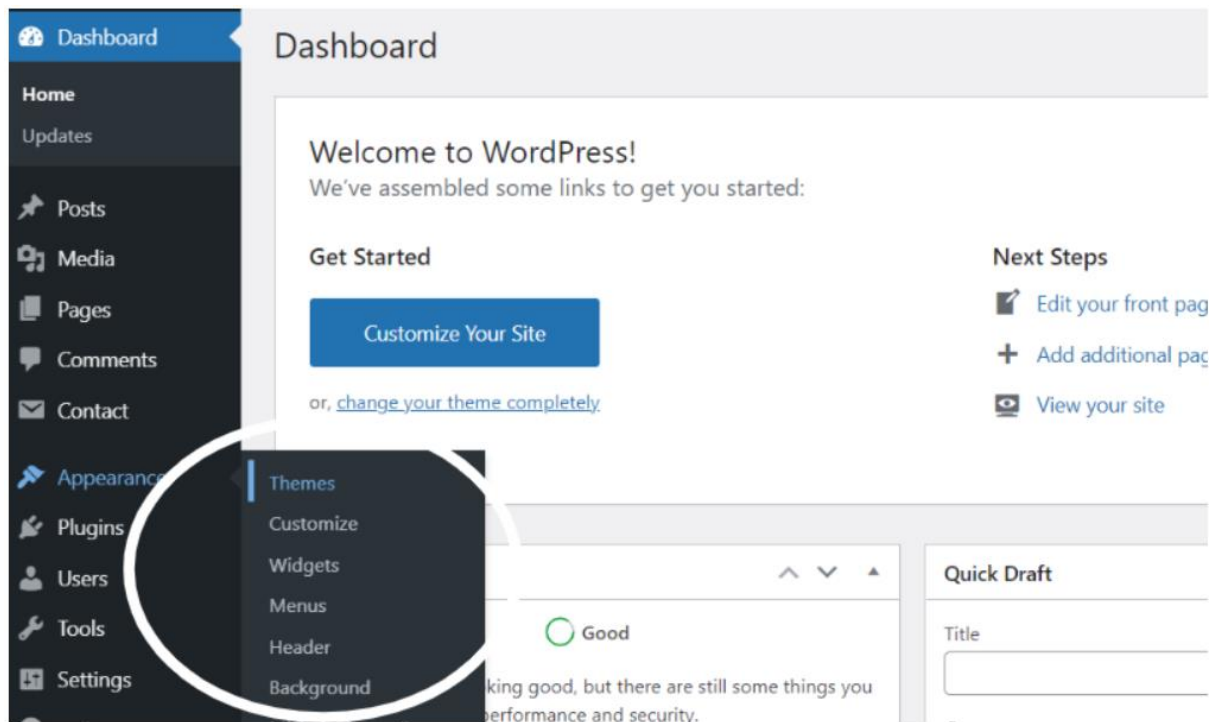 Dashboard
Home
Updates
Posts
Media
Pages
Comments
Contact
Appearance
Plugins
Users
Tools
Settings
Themes
Customize
Widgets
Menus
Header
Background
Dashboard
Welcome to WordPress!
We've assembled some links to get you started:
Get Started
Customize Your Site
or, change your theme completely
Next Steps
Edit your front pag
Add additional pag
View your site
Good
king good, but there are still some things you
performance and security.
Quick Draft
Title